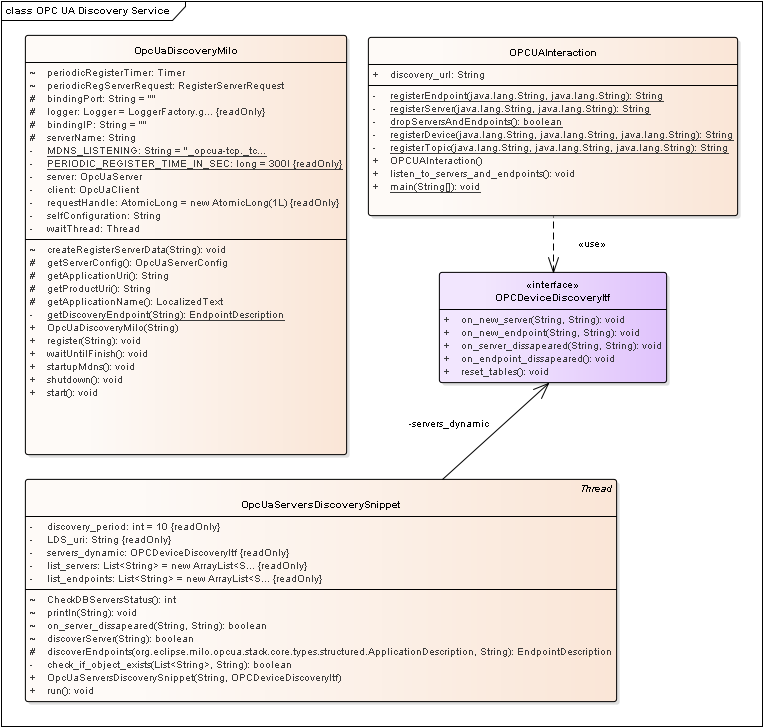 class OPC UA Discovery Service
OpcUaDiscoveryMilo
~ periodicRegisterTimer: Timer
~ periodicRegServerRequest: RegisterServerRequest
# bindingPort: String = ""
# logger: Logger = LoggerFactory.g... {readOnly}
# bindingIP: String = ""
# serverName: String
- MDNS_LISTENING: String = "_opcua-tcp._tc...
- PERIODIC_REGISTER_TIME_IN_SEC: long = 300l {readOnly}
- server: OpcUaServer
- client: OpcUaClient
- requestHandle: AtomicLong = new AtomicLong(1L) {readOnly}
- selfConfiguration: String
- waitThread: Thread
~ createRegisterServerData(String): void
# getServerConfig(): OpcUaServerConfig
# getApplicationUri(): String
# getProductUri(): String
# getApplicationName(): LocalizedText
- getDiscoveryEndpoint(String): EndpointDescription
+ OpcUaDiscoveryMilo(String)
+ register(String): void
+ waitUntilFinish(): void
+ startupMdns(): void
+ shutdown(): void
+ start(): void
OPCUAInteraction
+ discovery_url: String
- registerEndpoint(java.lang.String, java.lang.String): String
- registerServer(java.lang.String, java.lang.String): String
- dropServersAndEndpoints(): boolean
- registerDevice(java.lang.String, java.lang.String, java.lang.String): String
- registerTopic(java.lang.String, java.lang.String, java.lang.String): String
+ OPCUAInteraction()
+ listen_to_servers_and_endpoints(): void
+ main(String[]): void
«use»
«interface»
OPCDeviceDiscoveryItf
+ on_new_server(String, String): void
+ on_new_endpoint(String, String): void
+ on_server_dissapeared(String, String): void
+ on_endpoint_dissapeared(): void
+ reset_tables(): void
-servers_dynamic
Thread
OpcUaServersDiscoverySnippet
- discovery_period: int = 10 {readOnly}
- LDS_uri: String {readOnly}
- servers_dynamic: OPCDeviceDiscoveryItf {readOnly}
- list_servers: List<String> = new ArrayList<S... {readOnly}
- list_endpoints: List<String> = new ArrayList<S... {readOnly}
~ CheckDBServersStatus(): int
~ println(String): void
~ on_server_dissapeared(String, String): boolean
~ discoverServer(String): boolean
# discoverEndpoints(org.eclipse.milo.opcua.stack.core.types.structured.ApplicationDescription, String): EndpointDescription
- check_if_object_exists(List<String>, String): boolean
+ OpcUaServersDiscoverySnippet(String, OPCDeviceDiscoveryItf)
+ run(): void